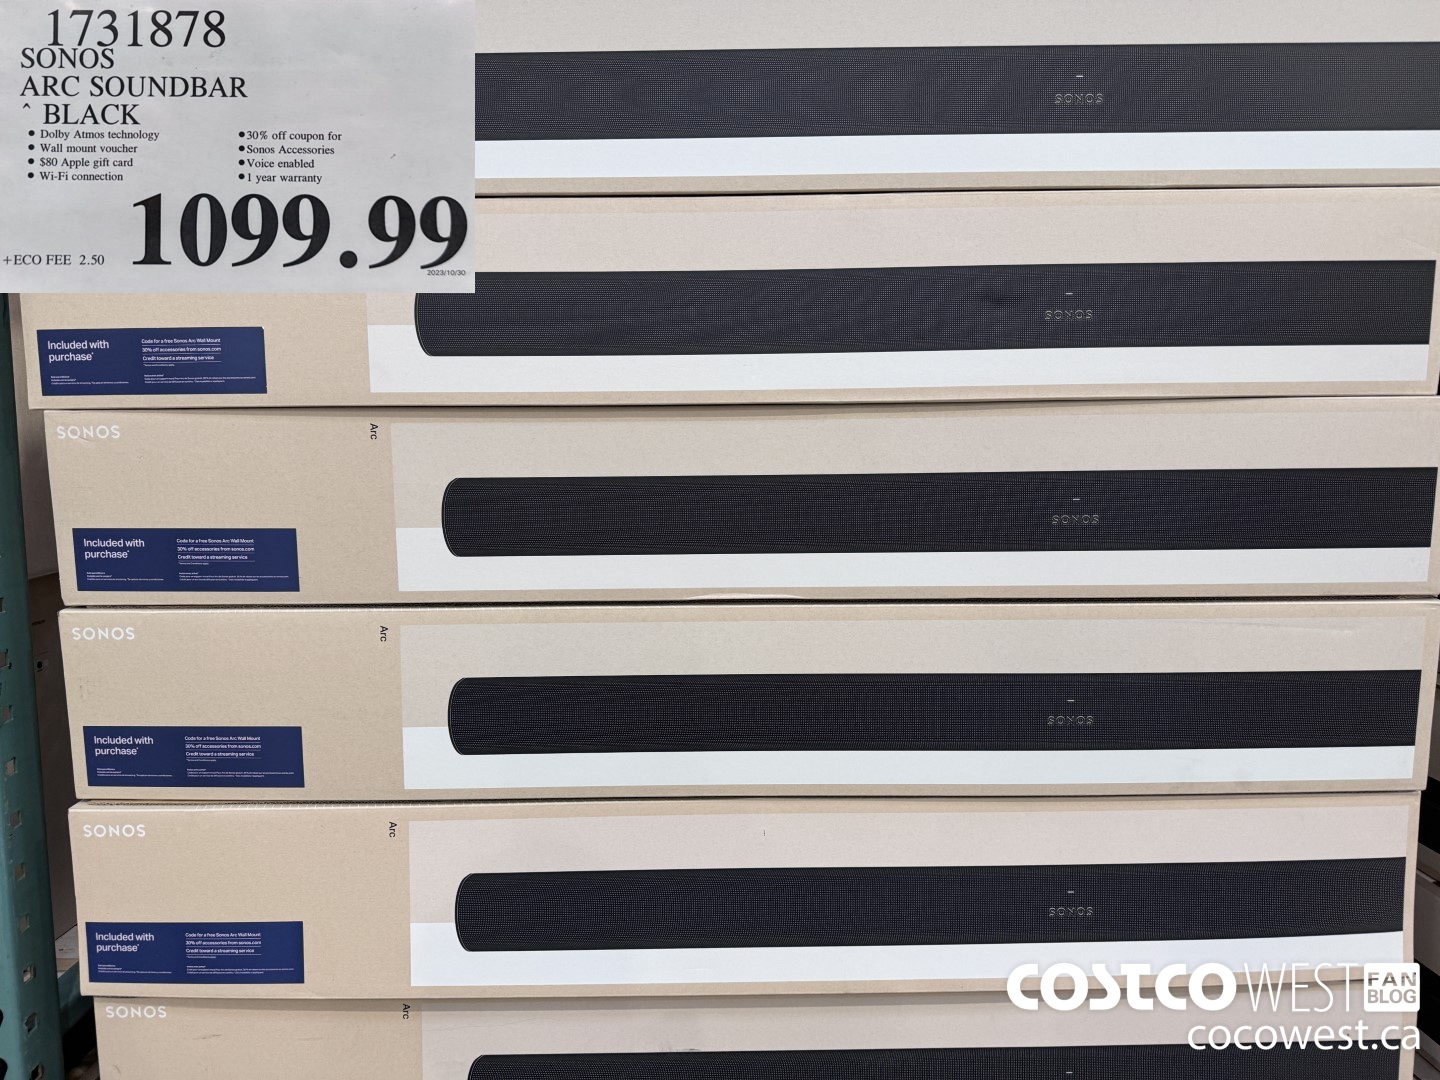 1731878
SONOS
ARC SOUNDBAR
^ BLACK
• Dolby Atmos technology
• Wall mount voucher
• $80 Apple gift card
• Wi-Fi connection
• 30% off coupon for
• Sonos Accessories
• Voice enabled
• 1 year warranty
1099.99
+ECO FEE 2.50
2023/10/30
SONOS
SONOS
Included with
purchase*
Code for a free Sonos Arc Wall Mount
30% off accessories from sonos.com
Credit toward a streaming service
SONOS
Arc
SONOS
Included with
purchase*
Code for a free Sonos Arc Wall Mount
30% off accessories from sonos.com
Credit toward a streaming service
SONOS
Arc
SONOS
Included with
purchase*
Code for a free Sonos Arc Wall Mount
30% off accessories from sonos.com
Credit toward a streaming service
SONOS
Arc
SONOS
Included with
purchase*
Code for a free Sonos Arc Wall Mount
30% off accessories from sonos.com
Credit toward a streaming service
SONOS
Arc
COSTCO WEST FAN BLOG
cocowest.ca